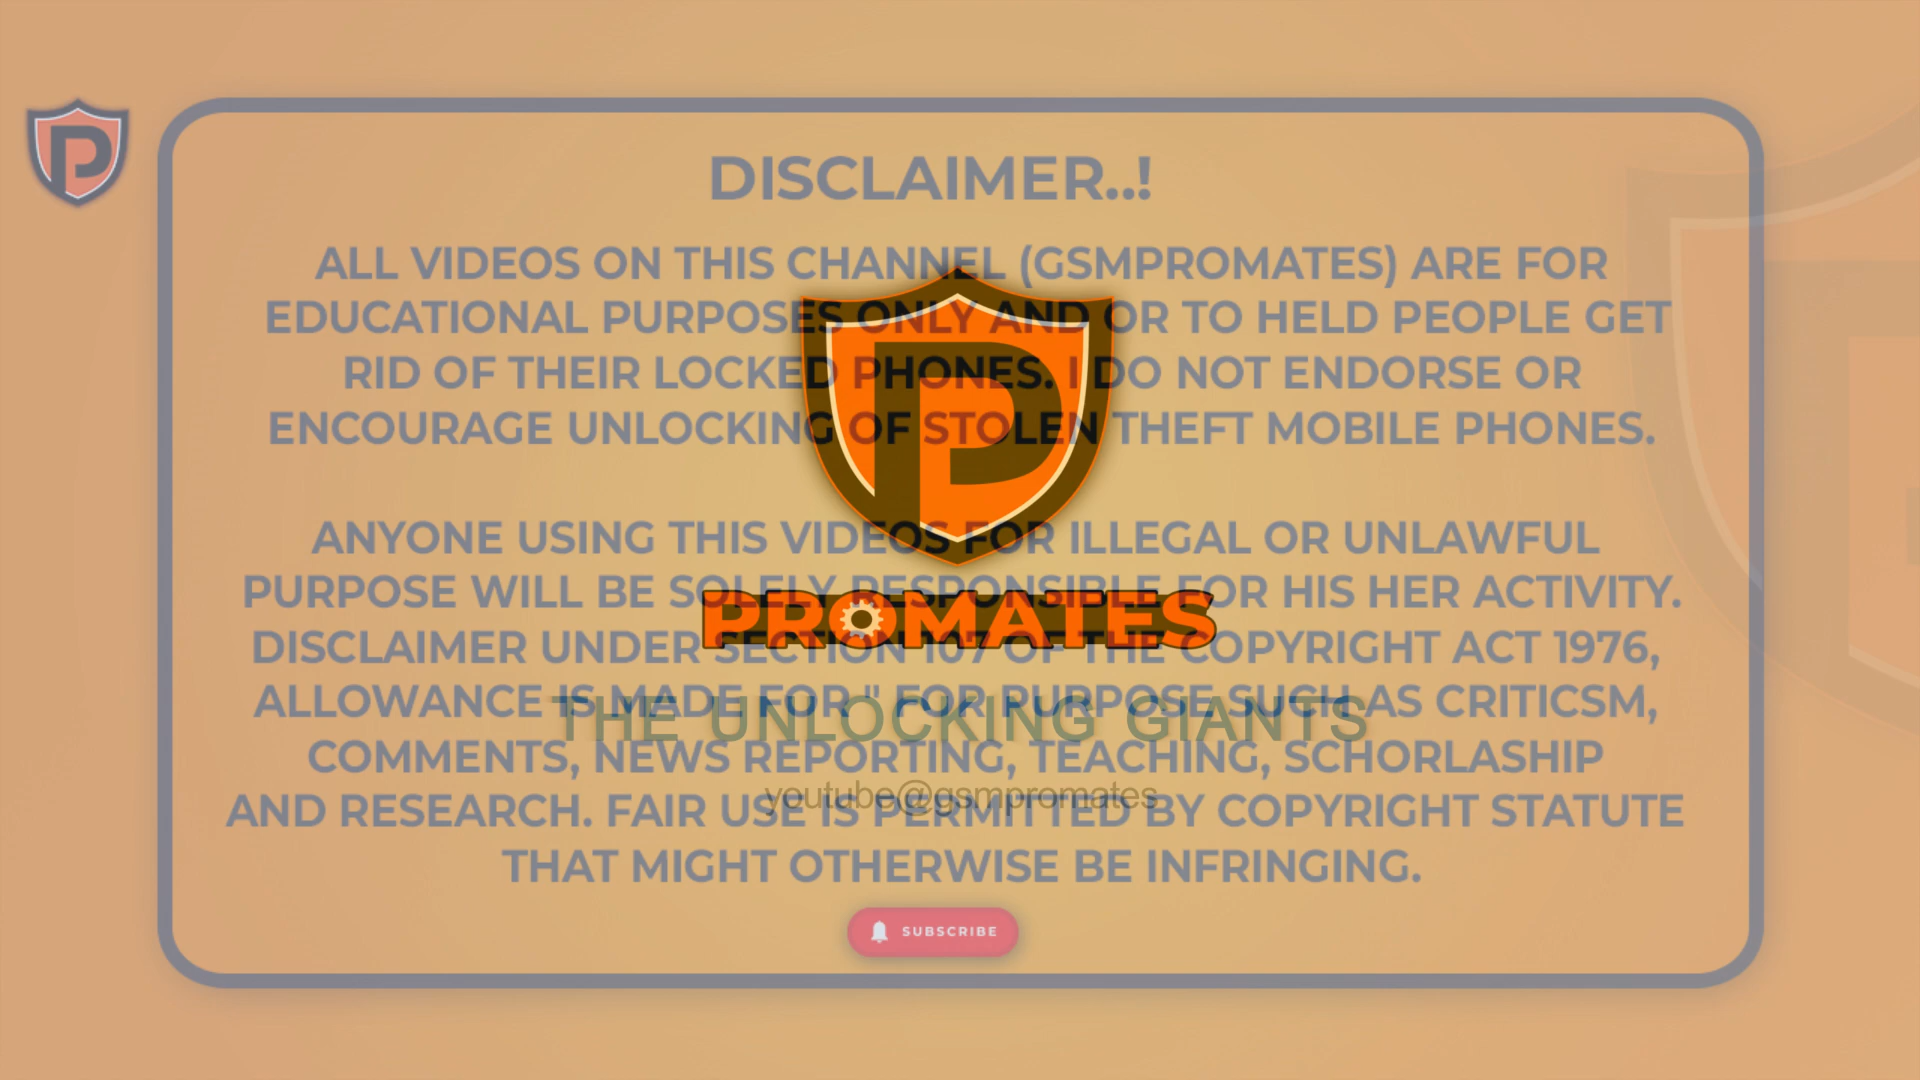 DISCLAIMER..!
ALL VIDEOS ON THIS CHANNEL (GSMPROMATES) ARE FOR
EDUCATIONAL PURPOSES ONLY AND OR TO HELD PEOPLE GET
RID OF THEIR LOCKED PHONES. I DO NOT ENDORSE OR
ENCOURAGE UNLOCKING OF STOLEN THEFT MOBILE PHONES.
ANYONE USING THIS VIDEOS FOR ILLEGAL OR UNLAWFUL
PURPOSE WILL BE SOLELY RESPONSIBLE FOR HIS HER ACTIVITY.
PROMATES
DISCLAIMER UNDER SECTION 107 OF THE COPYRIGHT ACT 1976,
ALLOWANCE IS MADE FOR " FOR PURPOSE SUCH AS CRITICSM,
THE UNLOCKING GIANTS
COMMENTS, NEWS REPORTING, TEACHING, SCHORLASHIP
youtube@gsmpromates
AND RESEARCH. FAIR USE IS PERMITTED BY COPYRIGHT STATUTE
THAT MIGHT OTHERWISE BE INFRINGING.
SUBSCRIBE